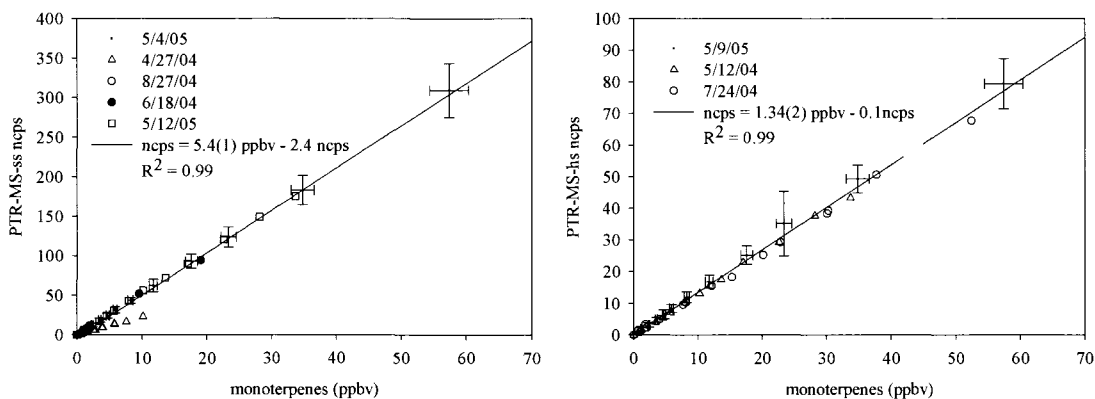 400
350
300
250
200
150
100
50
0
PTR-MS-ss ncps
5/4/05
4/27/04
8/27/04
6/18/04
5/12/05
ncps = 5.4(1) ppbv - 2.4 ncps
R² = 0.99
0 10 20 30 40 50 60 70
monoterpenes (ppbv)
100
90
80
70
60
50
40
30
20
10
0
PTR-MS-hs ncps
5/9/05
5/12/04
7/24/04
ncps = 1.34(2) ppbv - 0.1ncps
R² = 0.99
0 10 20 30 40 50 60 70
monoterpenes (ppbv)